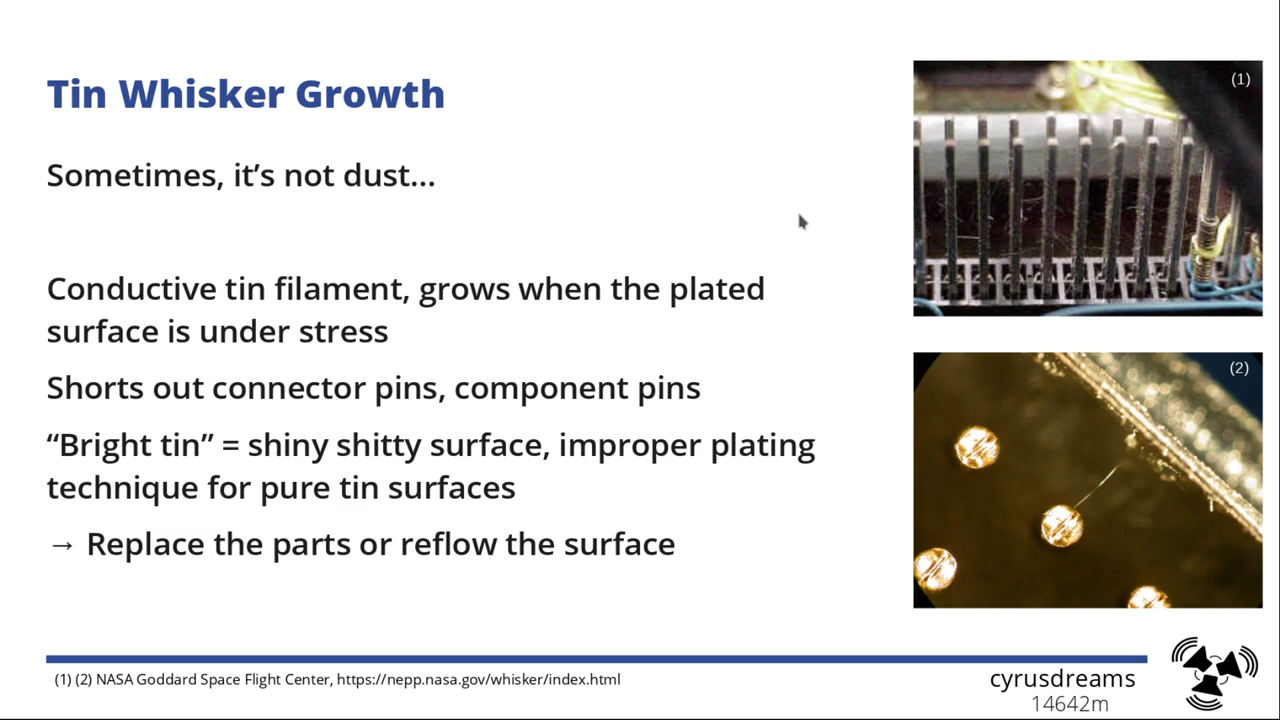 Tin Whisker Growth
Sometimes, it’s not dust...
Conductive tin filament, grows when the plated
surface is under stress
Shorts out connector pins, component pins
“Bright tin” = shiny shitty surface, improper plating
technique for pure tin surfaces
→ Replace the parts or reflow the surface
(1)
(2)
(1) (2) NASA Goddard Space Flight Center, https://nepp.nasa.gov/whisker/index.html
cyrusdreams
14642m